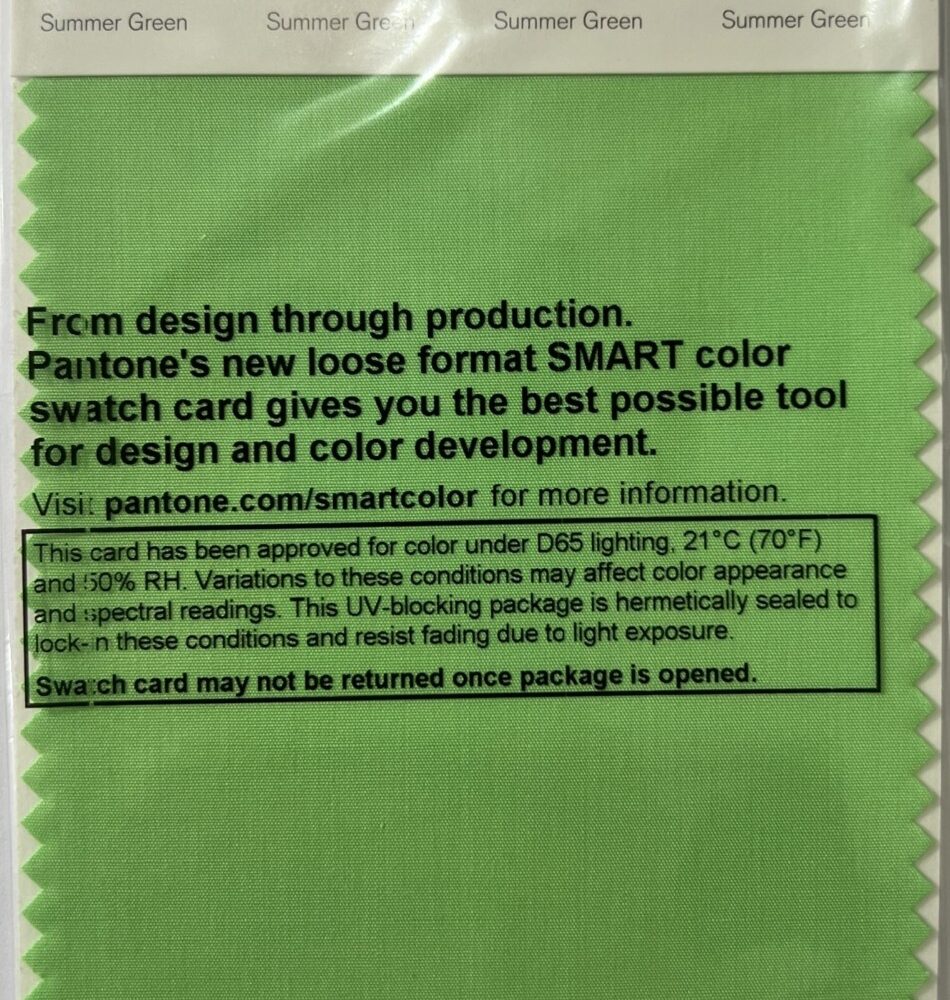 Summer Green Summer Green Summer Green Summer Green
From design through production.
Pantone's new loose format SMART color
swatch card gives you the best possible tool
for design and color development.
Visit pantone.com/smartcolor for more information.
This card has been approved for color under D65 lighting, 21°C (70°F)
and 50% RH. Variations to these conditions may affect color appearance
and spectral readings. This UV-blocking package is hermetically sealed to
lock-in these conditions and resist fading due to light exposure.
Swatch card may not be returned once package is opened.